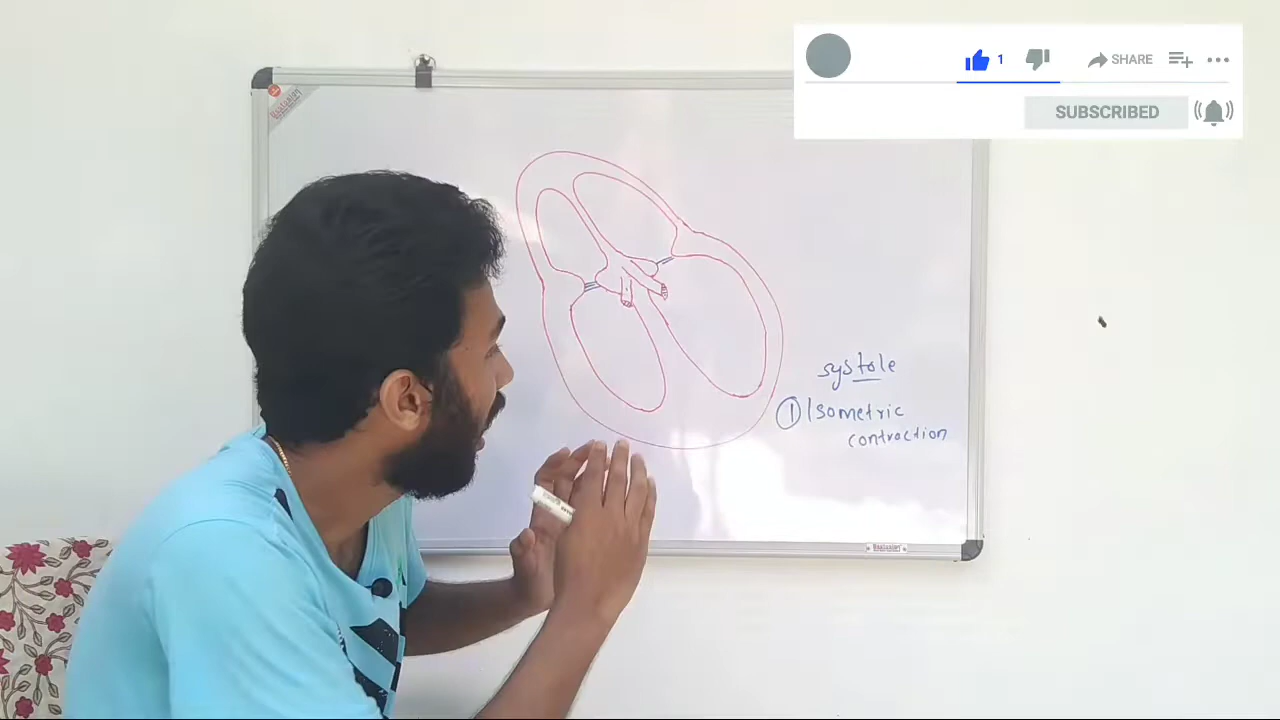 1 SHARE
SUBSCRIBED
systole
① Isometric
contraction